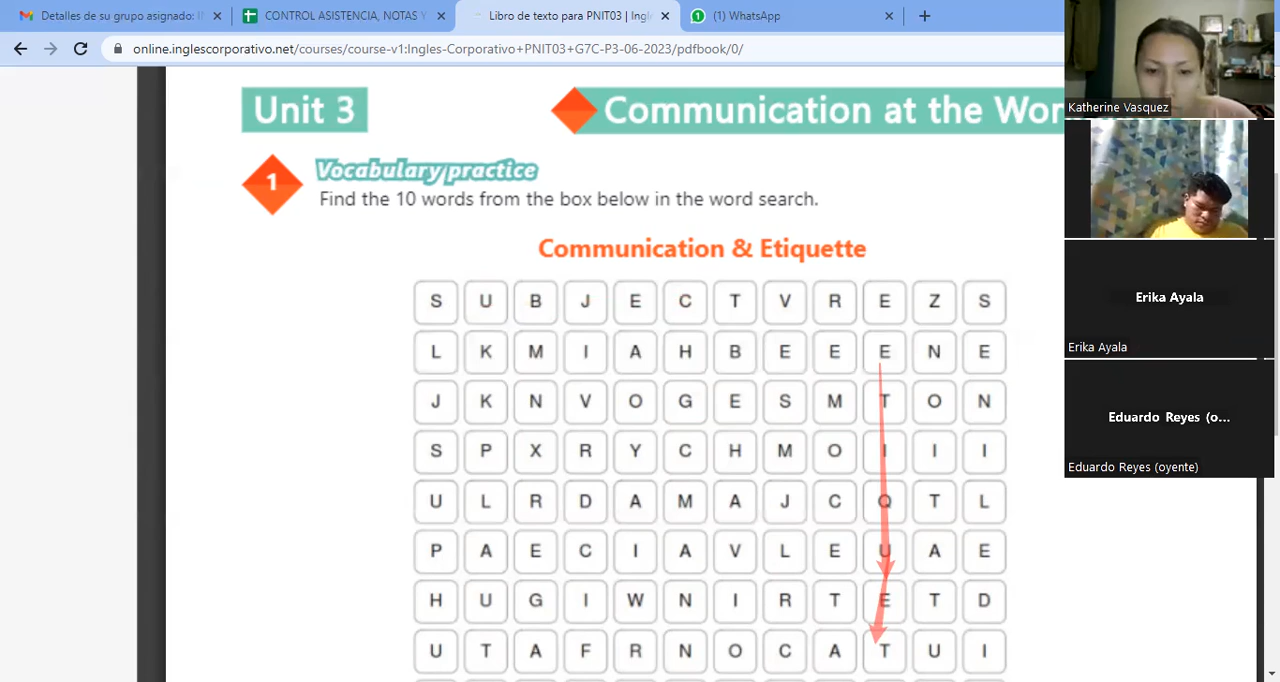 Detalles de su grupo asignado: I
CONTROL ASISTENCIA, NOTAS Y
Libro de texto para PNIT03 | Ingl
(1) WhatsApp
online.inglescorporativo.net/courses/course-v1:Ingles-Corporativo+PNIT03+G7C-P3-06-2023/pdfbook/0/
Unit 3
Communication at the Wor
1
Vocabulary practice
Find the 10 words from the box below in the word search.
Communication & Etiquette
S U B J E C T V R E Z S
L K M I A H B E E E N E
J K N V O G E S M T O N
S P X R Y C H M O I I I
U L R D A M A J C Q T L
P A E C I A V L E U A E
H U G I W N I R T E T D
U T A F R N O C A T U I
Katherine Vasquez
Erika Ayala
Erika Ayala
Eduardo Reyes (o...
Eduardo Reyes (oyente)